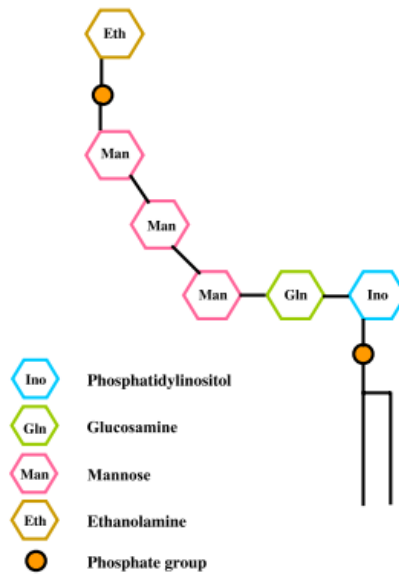 Eth
Man
Man
Man Gln Ino
Ino Phosphatidylinositol
Gln Glucosamine
Man Mannose
Eth Ethanolamine
Phosphate group